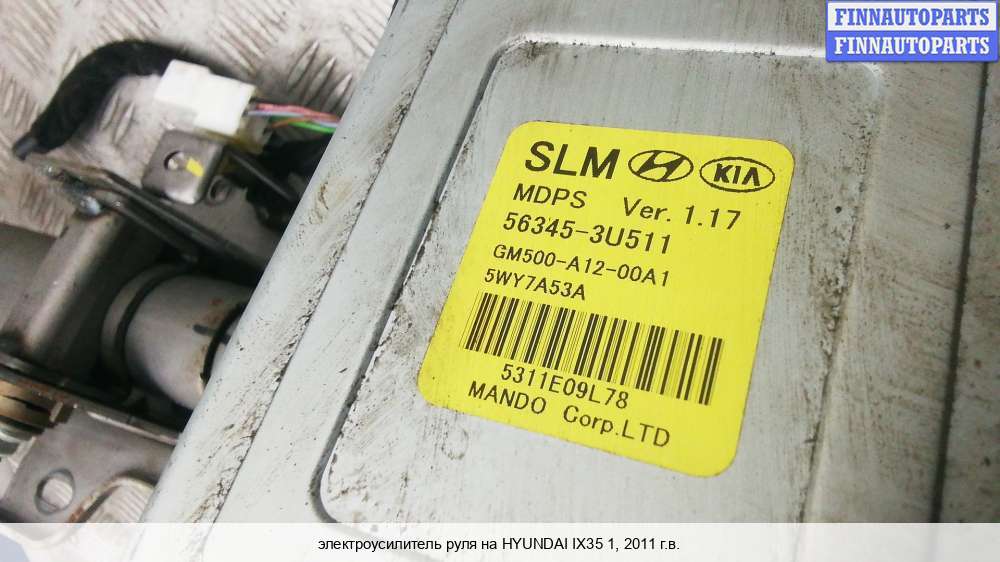 FINNAUTOPARTS
FINNAUTOPARTS
SLM HYUNDAI KIA
MDPS Ver. 1.17
56345-3U511
GM500-A12-00A1
5WY7A53A
5311E09L78
MANDO Corp.LTD
электроусилитель руля на HYUNDAI IX35 1, 2011 г.в.